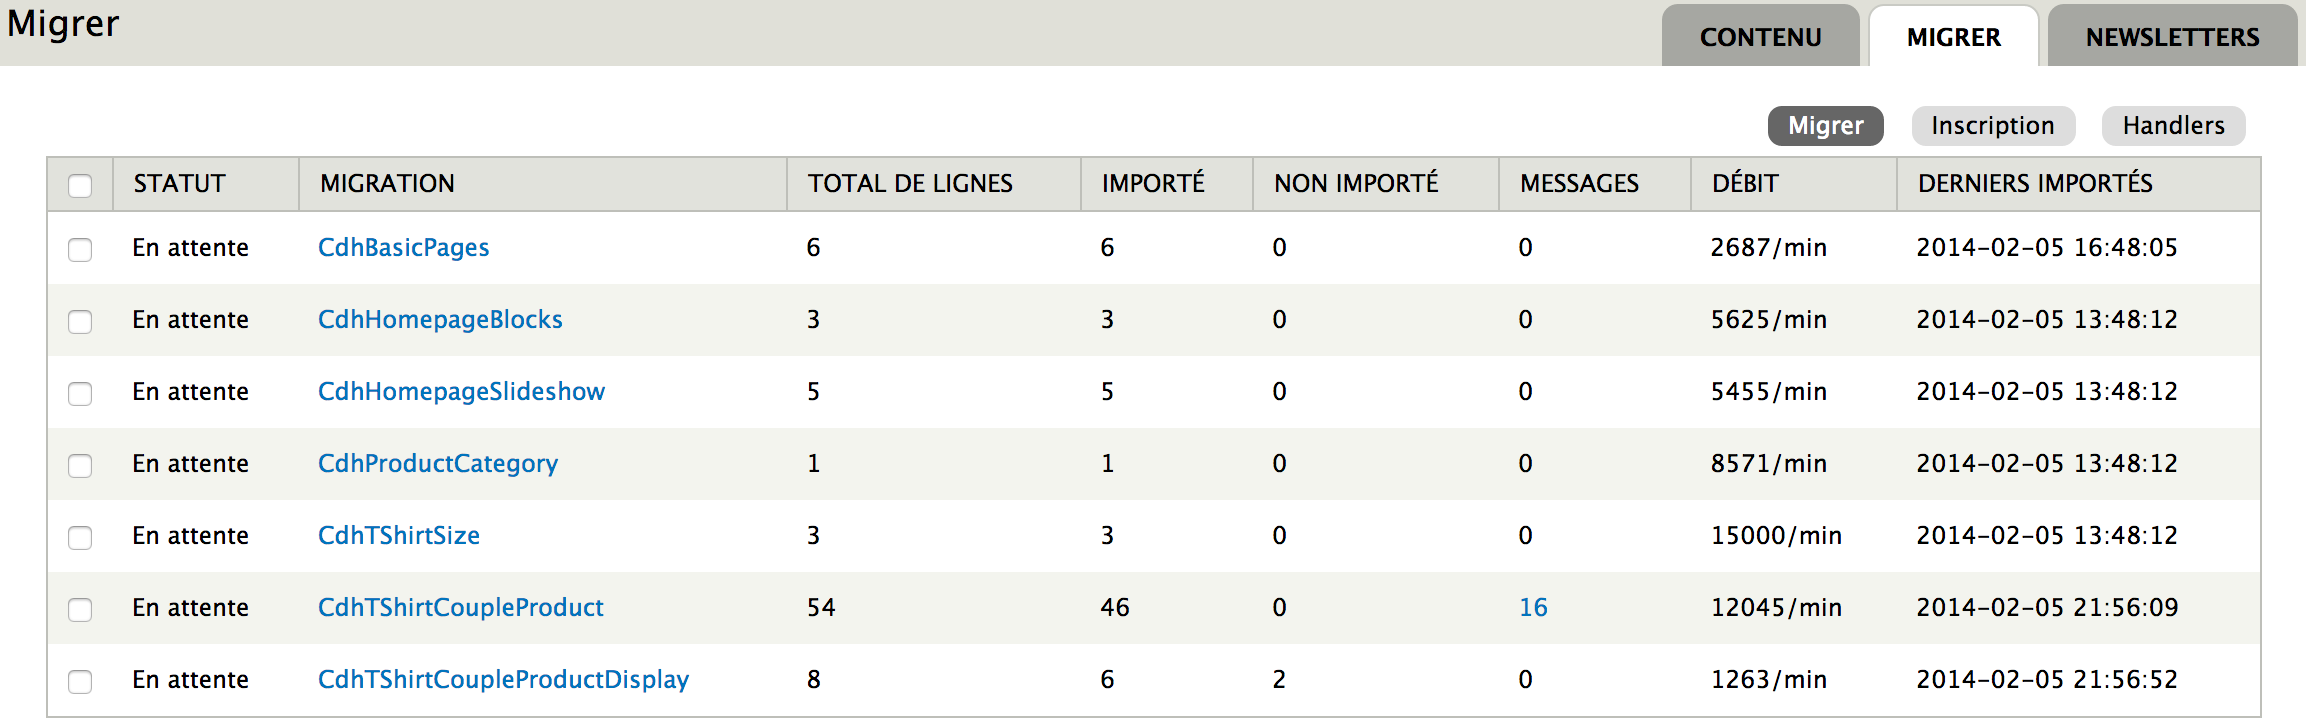 Migrer
CONTENU MIGRER NEWSLETTERS
Migrer Inscription Handlers
STATUT MIGRATION TOTAL DE LIGNES IMPORTÉ NON IMPORTÉ MESSAGES DÉBIT DERNIERS IMPORTÉS
En attente CdhBasicPages 6 6 0 0 2687/min 2014-02-05 16:48:05
En attente CdhHomepageBlocks 3 3 0 0 5625/min 2014-02-05 13:48:12
En attente CdhHomepageSlideshow 5 5 0 0 5455/min 2014-02-05 13:48:12
En attente CdhProductCategory 1 1 0 0 8571/min 2014-02-05 13:48:12
En attente CdhTShirtSize 3 3 0 0 15000/min 2014-02-05 13:48:12
En attente CdhTShirtCoupleProduct 54 46 0 16 12045/min 2014-02-05 21:56:09
En attente CdhTShirtCoupleProductDisplay 8 6 2 0 1263/min 2014-02-05 21:56:52